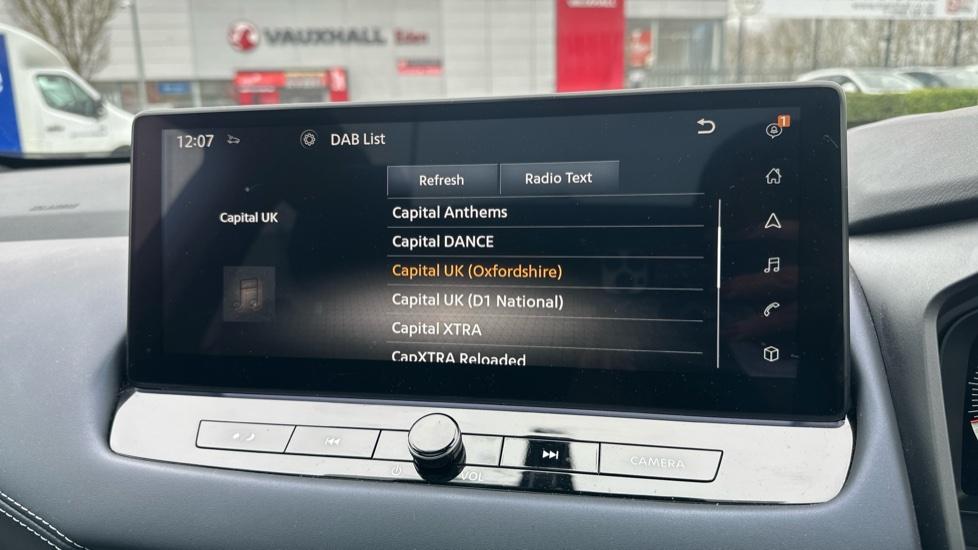 VAUXHALL Eden
12:07
DAB List
1
Refresh
Radio Text
Capital UK
Capital Anthems
Capital DANCE
Capital UK (Oxfordshire)
Capital UK (D1 National)
Capital XTRA
CapXTRA Reloaded
VOL
CAMERA